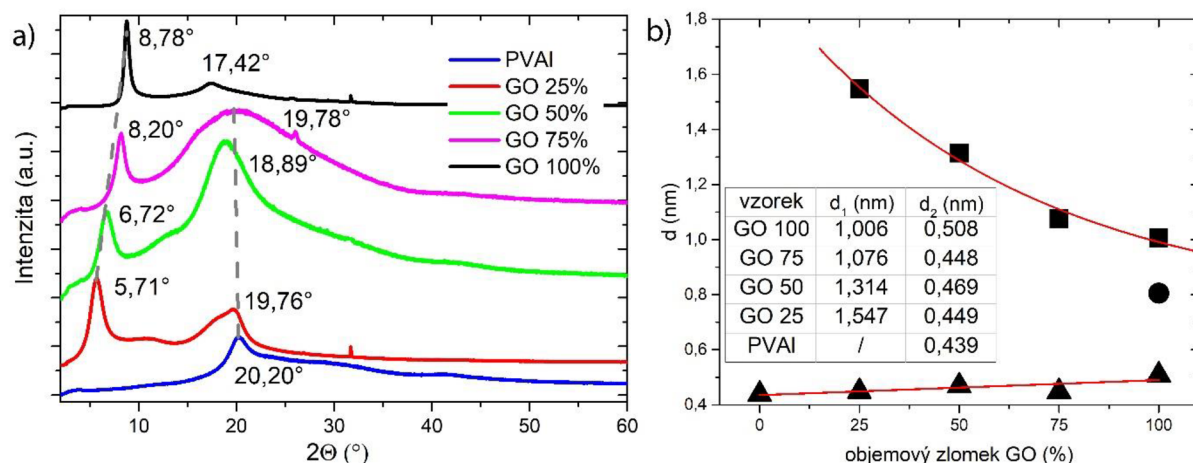 a)
Intenzita (a.u.)
8,78°
17,42°
8,20°
19,78°
18,89°
6,72°
5,71°
19,76°
20,20°
PVAl
GO 25%
GO 50%
GO 75%
GO 100%
5 10 20 30 40 50 60
2Θ (°)
b)
d (nm)
1,8
1,6
1,4
1,2
1,0
0,8
0,6
0,4
vzorek d₁ (nm) d₂ (nm)
GO 100 1,006 0,508
GO 75 1,076 0,448
GO 50 1,314 0,469
GO 25 1,547 0,449
PVAl / 0,439
0 25 50 75 100
objemový zlomek GO (%)